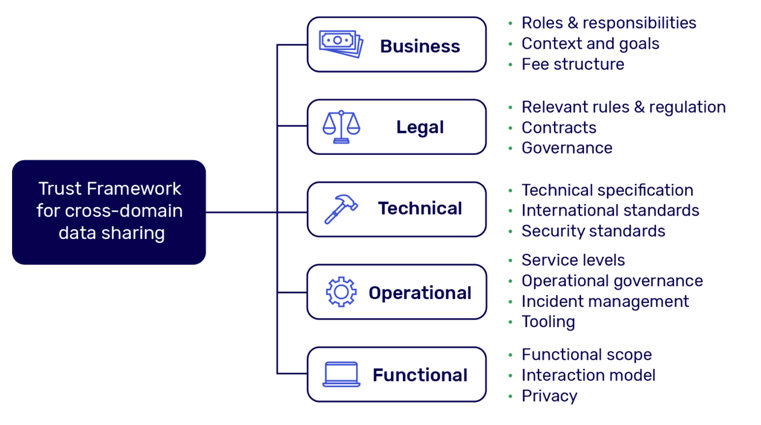 Trust Framework
for cross-domain
data sharing
Business
• Roles & responsibilities
• Context and goals
• Fee structure
Legal
• Relevant rules & regulation
• Contracts
• Governance
Technical
• Technical specification
• International standards
• Security standards
Operational
• Service levels
• Operational governance
• Incident management
• Tooling
Functional
• Functional scope
• Interaction model
• Privacy